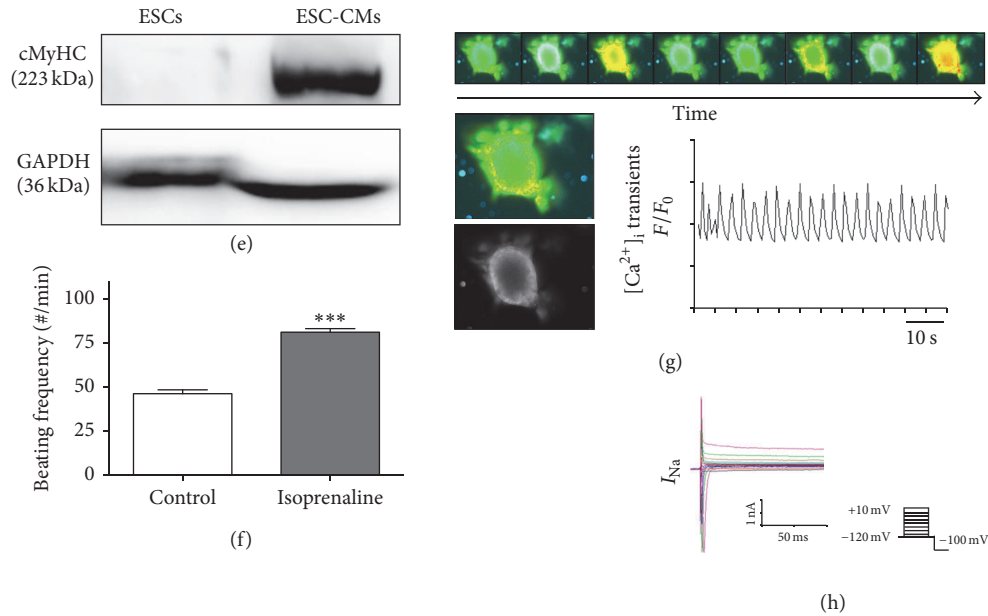 ESCs ESC-CMs
cMyHC
(223 kDa)
GAPDH
(36 kDa)
(e)
Beating frequency (#/min)
100
75
50
25
0
***
Control Isoprenaline
(f)
Time
[Ca²⁺]ᵢ transients
F/F₀
10 s
(g)
I_Na
1 nA
50 ms
+10 mV
−120 mV
−100 mV
(h)